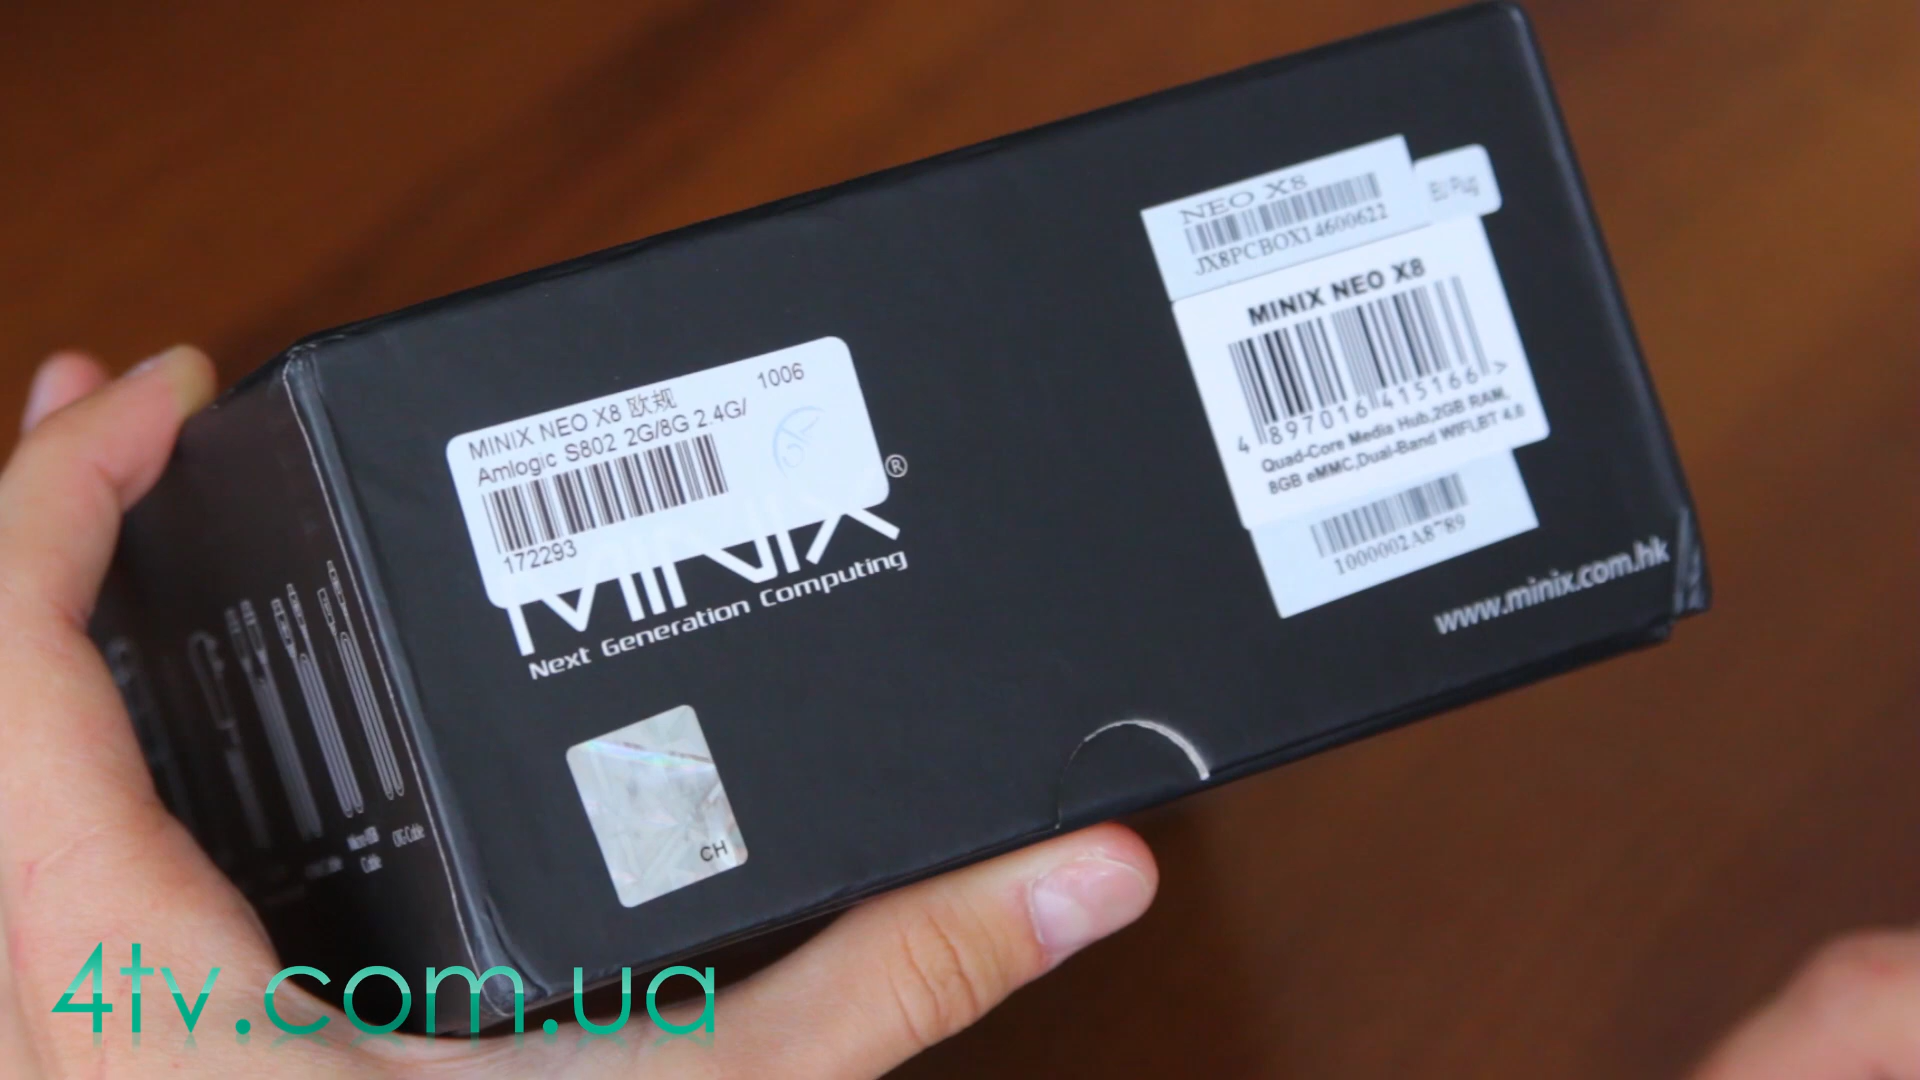 MINIX NEO X8 欧规 1006
Amlogic S802 2G/8G 2.4G/
172293
MINIX®
Next Generation Computing
CH
NEO X8
JX8PCBOX14600622
EU Plug
MINIX NEO X8
4 897016 415166 >
Quad-Core Media Hub,2GB RAM,
8GB eMMC,Dual-Band WIFI,BT 4.0
1000002A8789
www.minix.com.hk
Micro-USB
Cable
OTG-Cable
4tv.com.ua